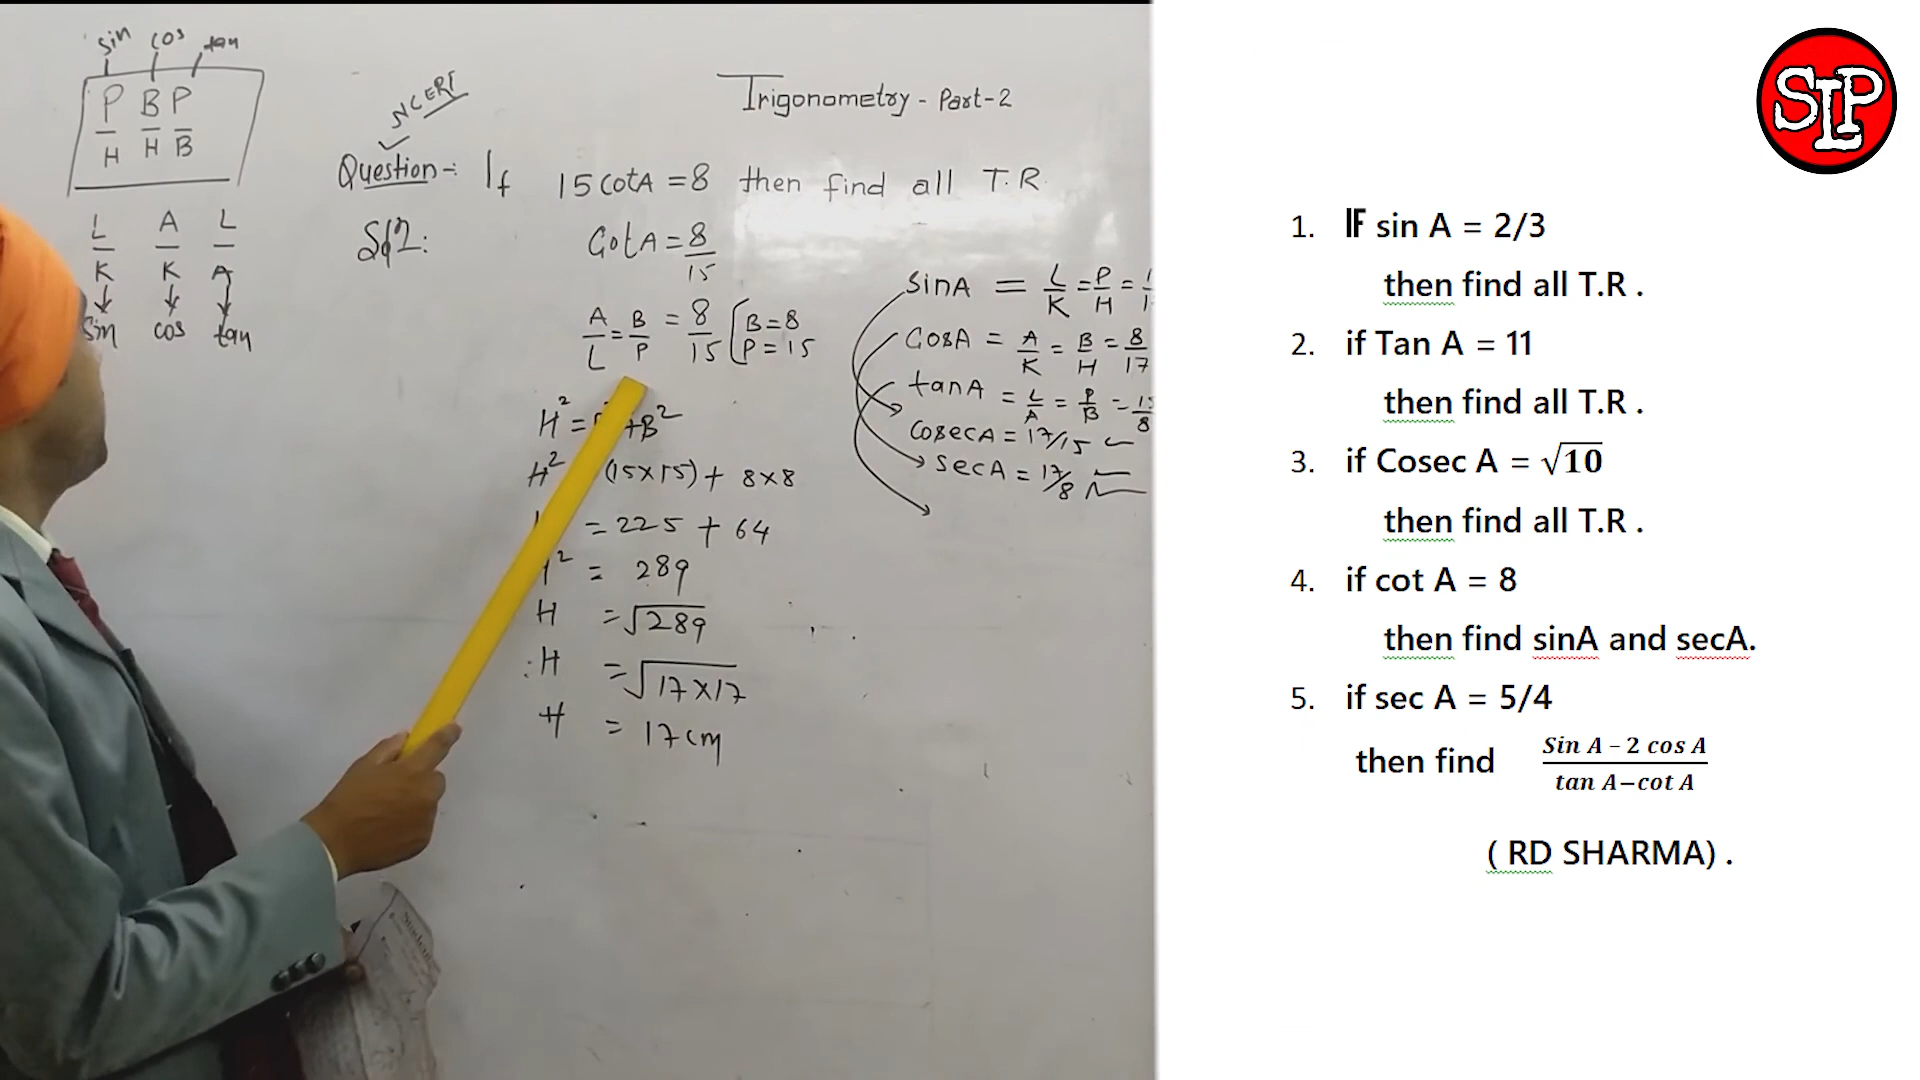 sin cos tan
P B P
H H B
L A L
K K A
sin cos tan
NCERT
Trigonometry - Part-2
Question-: If 15 cotA = 8 then find all T.R.
Sol:
CotA = 8/15
A/L = B/P = 8/15 [B = 8
P = 15
H² = +B²
H² (15×15) + 8×8
= 225 + 64
² = 289
H = √289
H = √17×17
H = 17cm
sinA = L/K = P/H =
CosA = A/K = B/H = 8/17
tanA = L/A = P/B = 15/8
CosecA = 17/15
secA = 17/8
SLP
1. IF sin A = 2/3
then find all T.R .
2. if Tan A = 11
then find all T.R .
3. if Cosec A = √10
then find all T.R .
4. if cot A = 8
then find sinA and secA.
5. if sec A = 5/4
then find Sin A – 2 cos A / tan A–cot A
( RD SHARMA) .